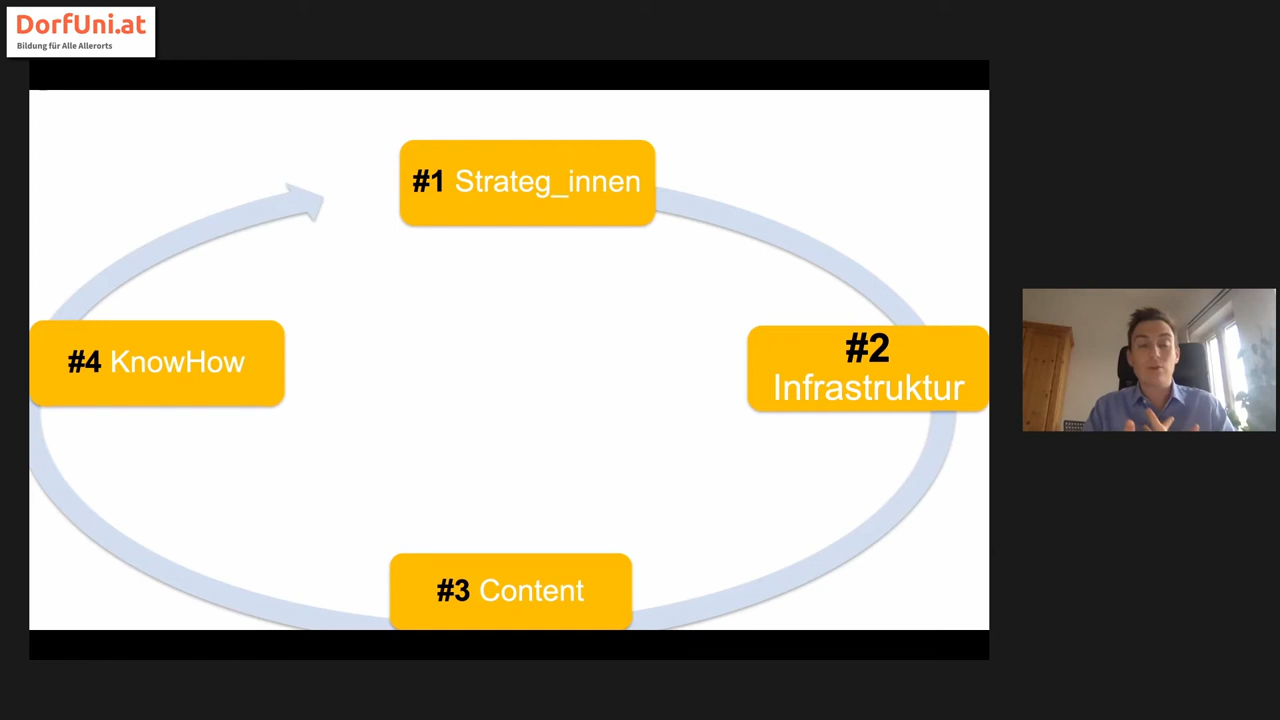 DorfUni.at
Bildung für Alle Allerorts
#1 Strateg_innen
#2
Infrastruktur
#3 Content
#4 KnowHow